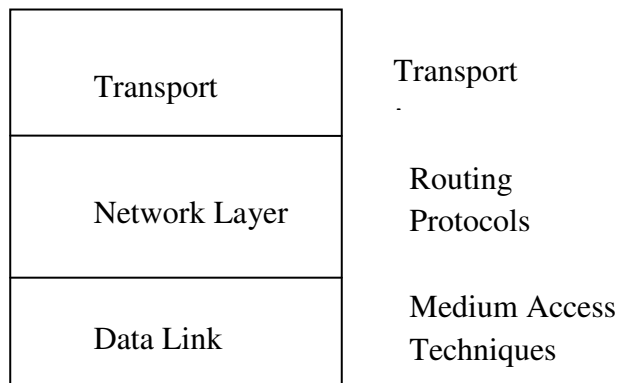 Transport
Transport
Network Layer
Routing
Protocols
Data Link
Medium Access
Techniques